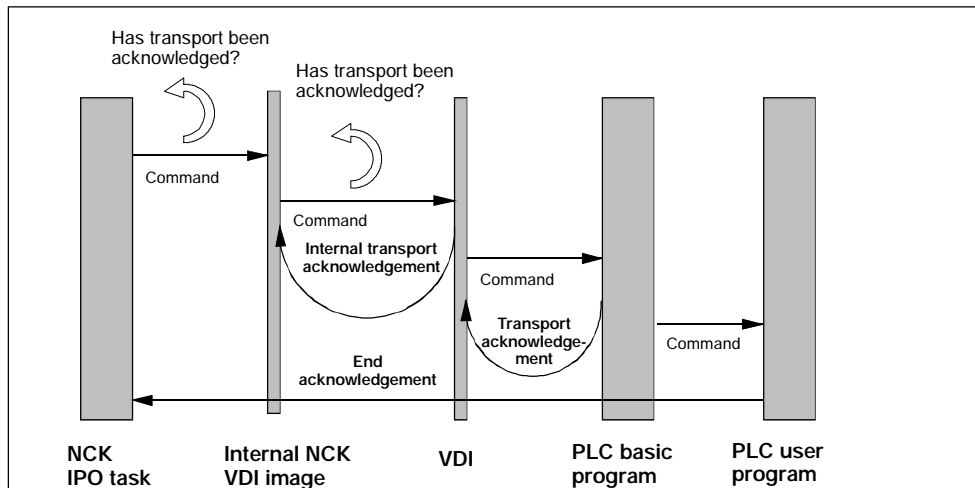 Has transport been
acknowledged?
Has transport been
acknowledged?
Command
Command
Internal transport
acknowledgement
Command
Transport
acknowledge-
ment
Command
End
acknowledgement
NCK
IPO task
Internal NCK
VDI image
VDI
PLC basic
program
PLC user
program